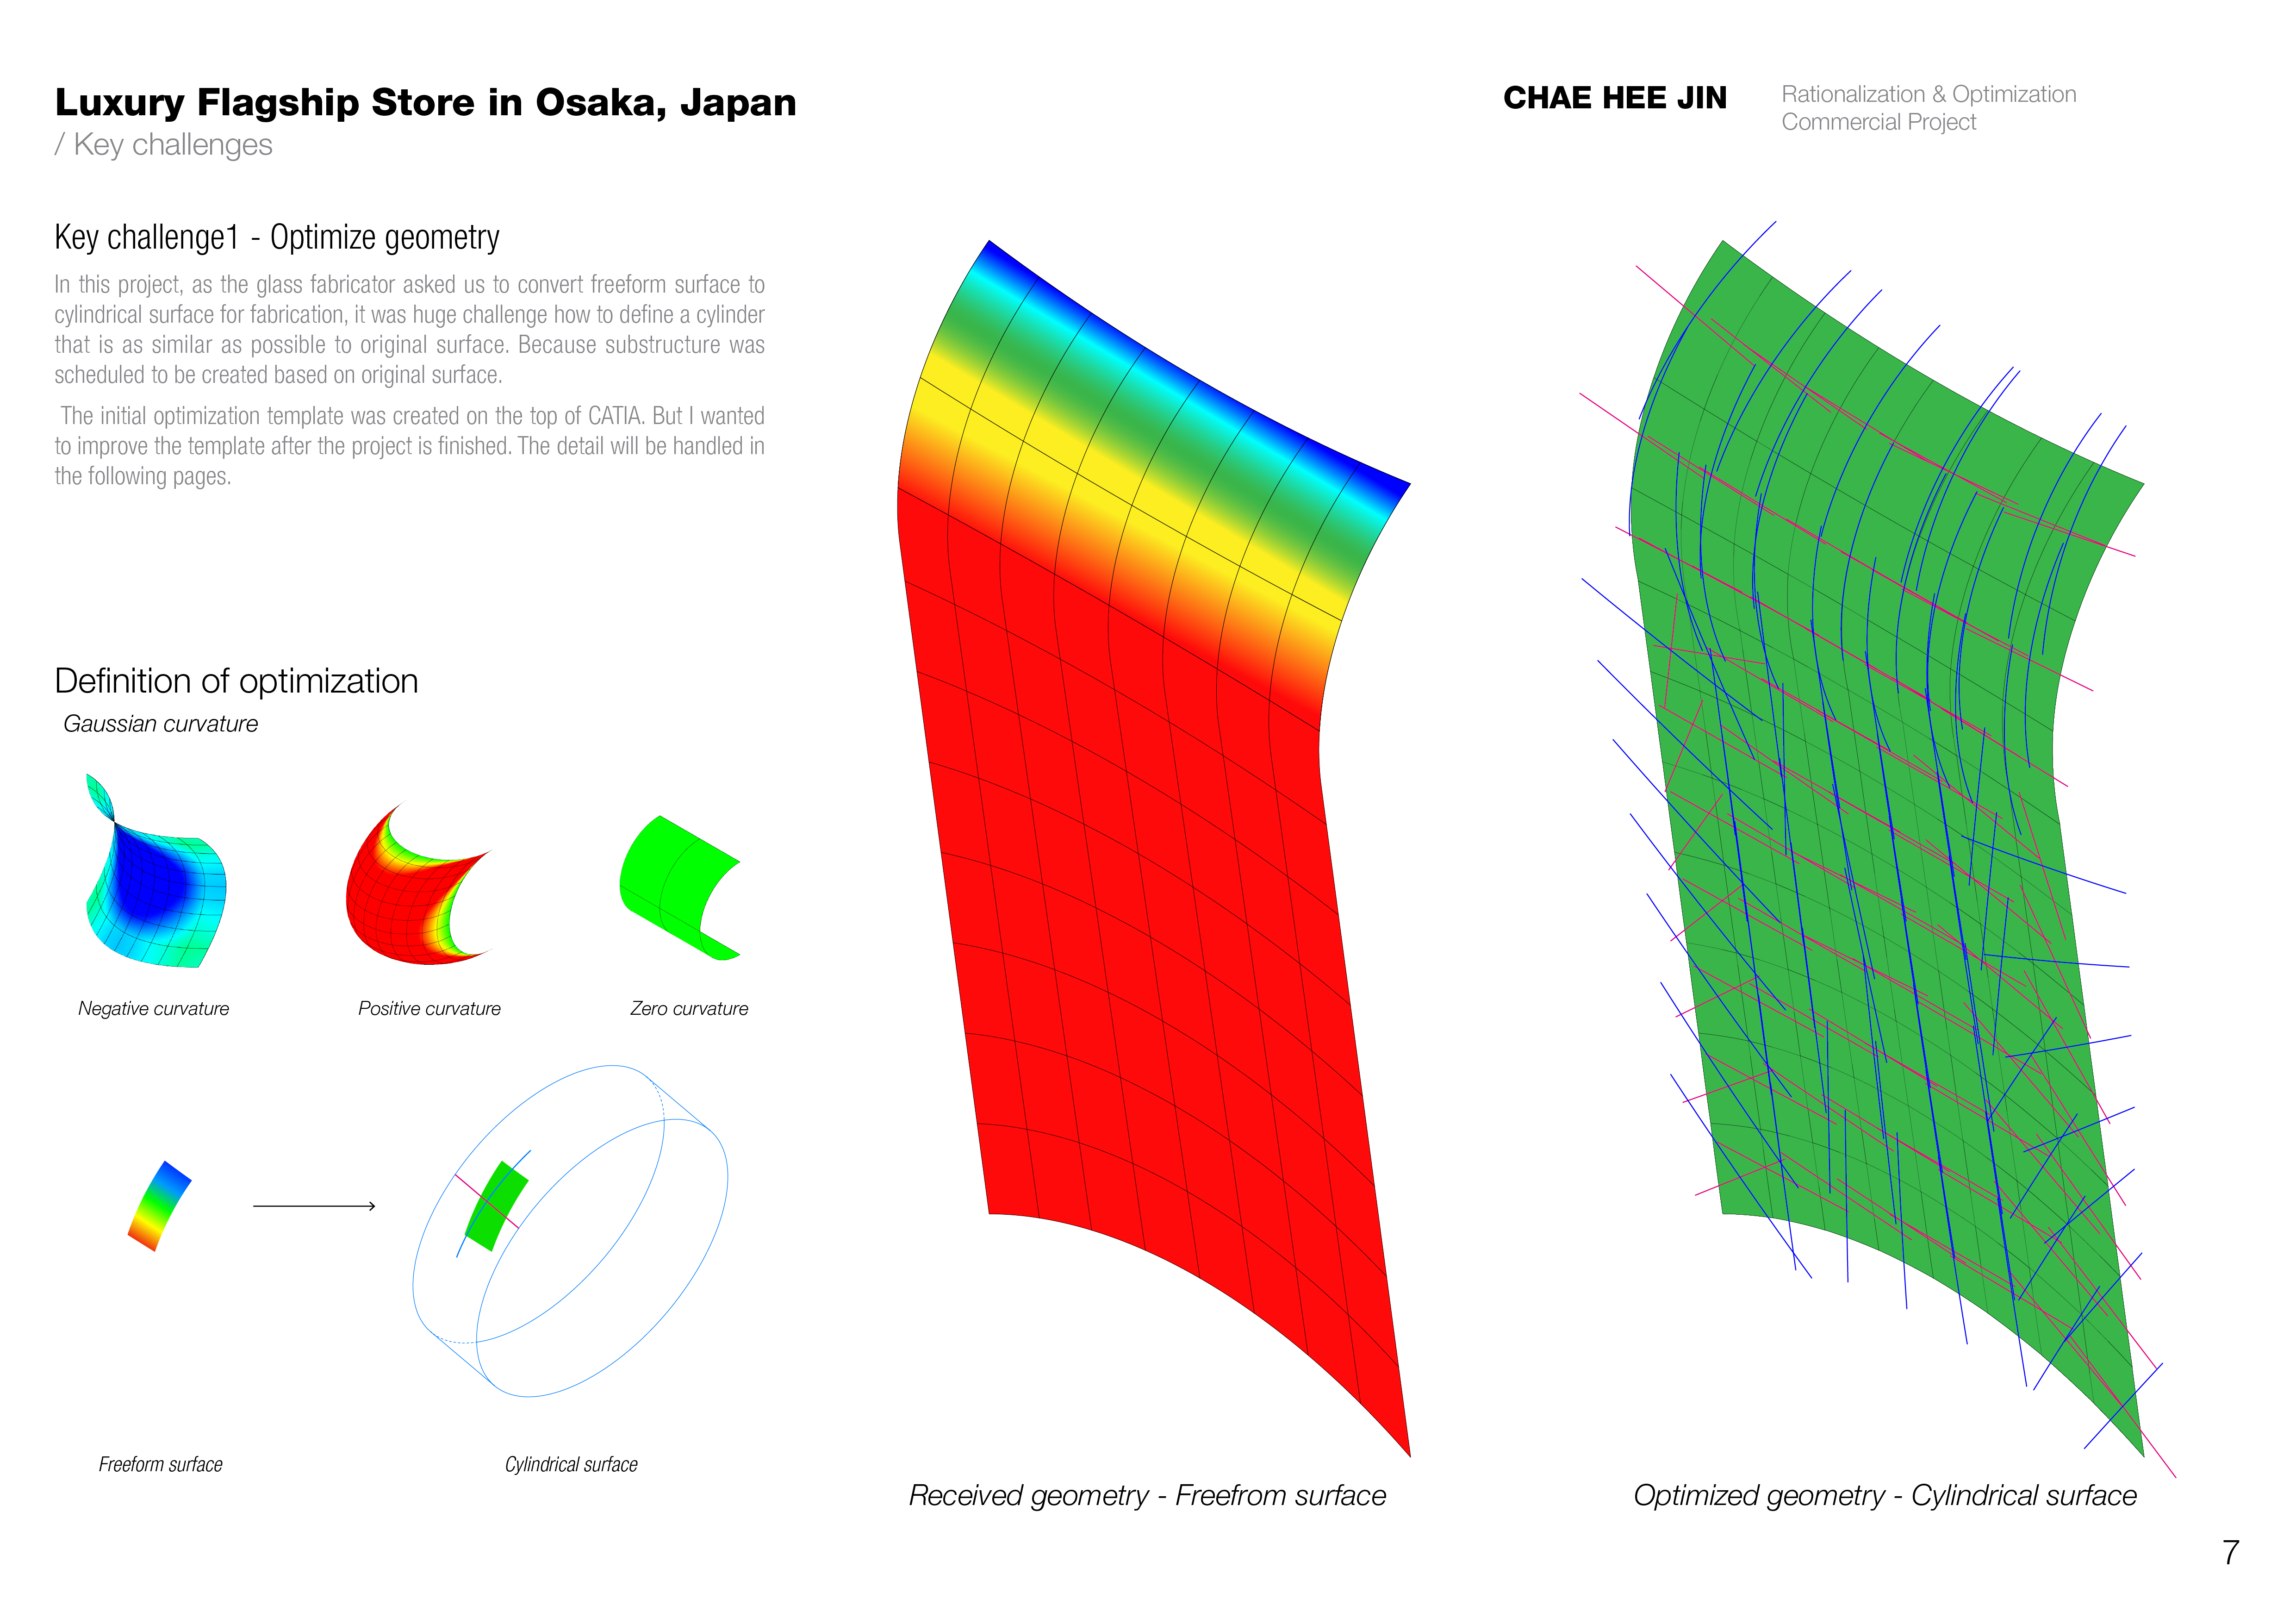 Luxury Flagship Store in Osaka, Japan
/ Key challenges
CHAE HEE JIN
Rationalization & Optimization
Commercial Project
Key challenge1 - Optimize geometry
In this project, as the glass fabricator asked us to convert freeform surface to
cylindrical surface for fabrication, it was huge challenge how to define a cylinder
that is as similar as possible to original surface. Because substructure was
scheduled to be created based on original surface.
The initial optimization template was created on the top of CATIA. But I wanted
to improve the template after the project is finished. The detail will be handled in
the following pages.
Definition of optimization
Gaussian curvature
Negative curvature
Positive curvature
Zero curvature
Freeform surface
Cylindrical surface
Received geometry - Freefrom surface
Optimized geometry - Cylindrical surface
7